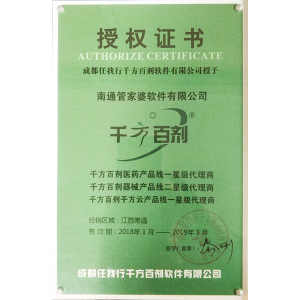 授权证书
AUTHORIZE CERTIFICATE
成都任我行千方百剂软件有限公司授于
南通管家婆软件有限公司
千方百剂®
千方百剂医药产品线一星级代理商
千方百剂器械产品线二星级代理商
千方百剂千方云产品线一星级代理商
经销区域：江苏南通
有效期：2018年1月——2019年3月
签字（盖章）：
成都任我行千方百剂软件有限公司